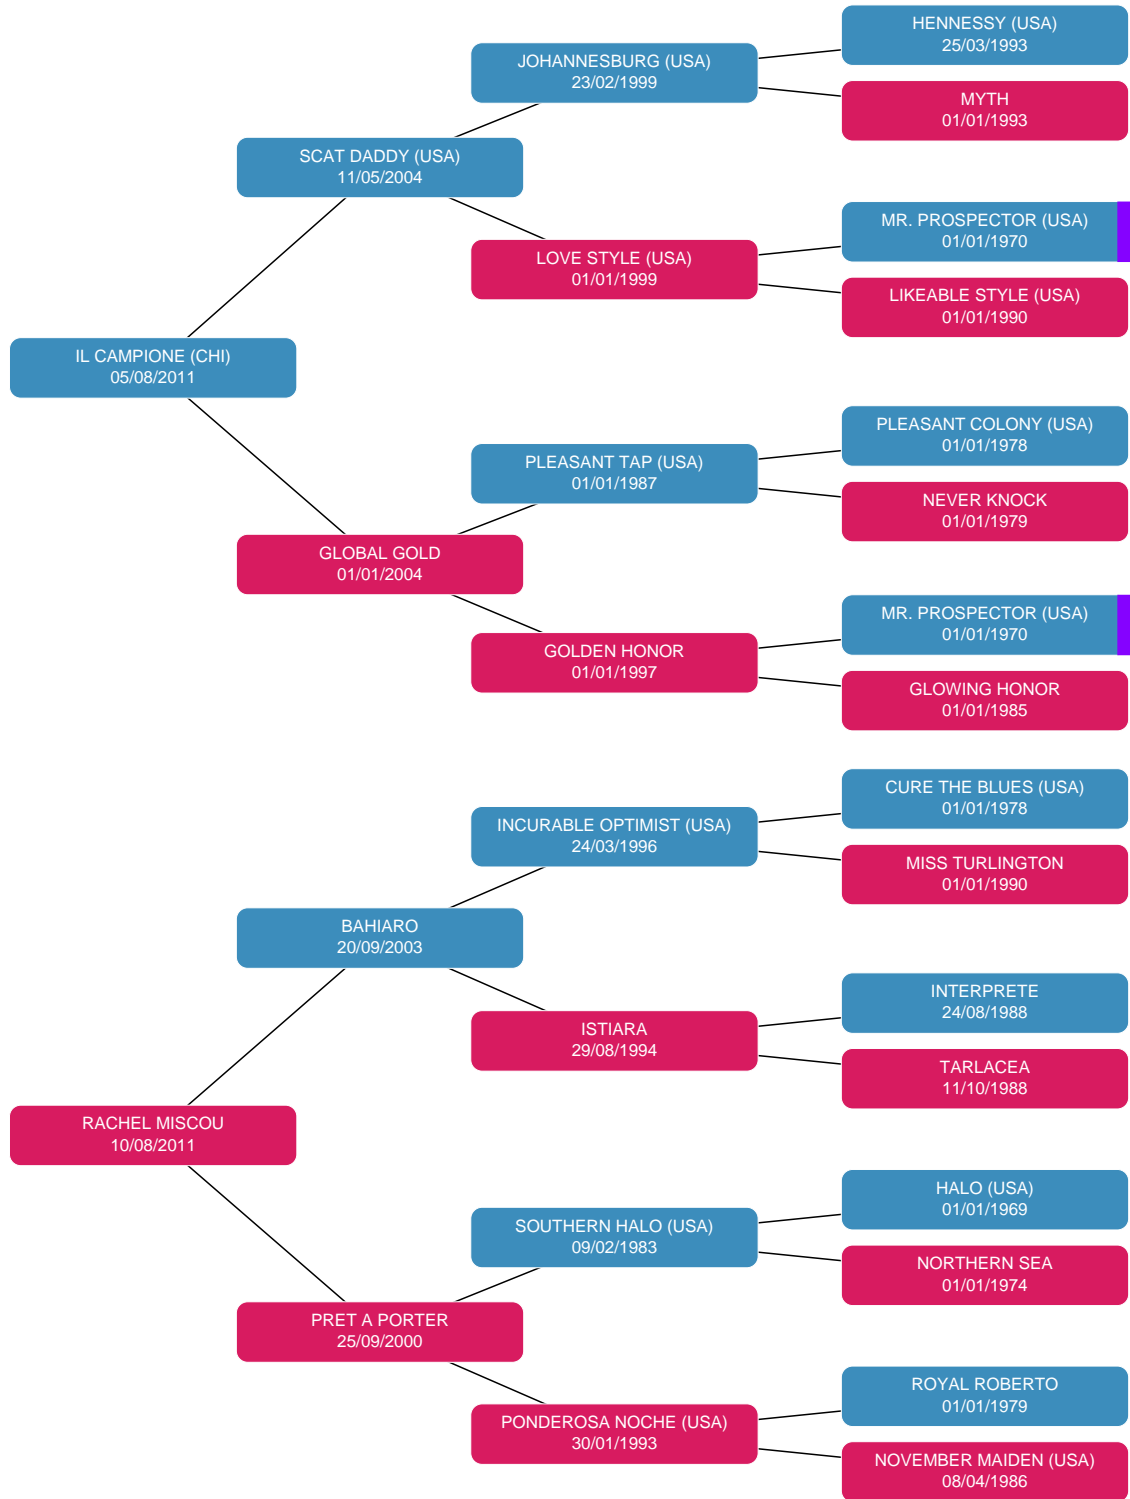 HENNESSY (USA)
25/03/1993
JOHANNESBURG (USA)
23/02/1999
MYTH
01/01/1993
SCAT DADDY (USA)
11/05/2004
MR. PROSPECTOR (USA)
01/01/1970
LOVE STYLE (USA)
01/01/1999
LIKEABLE STYLE (USA)
01/01/1990
IL CAMPIONE (CHI)
05/08/2011
PLEASANT COLONY (USA)
01/01/1978
PLEASANT TAP (USA)
01/01/1987
NEVER KNOCK
01/01/1979
GLOBAL GOLD
01/01/2004
MR. PROSPECTOR (USA)
01/01/1970
GOLDEN HONOR
01/01/1997
GLOWING HONOR
01/01/1985
CURE THE BLUES (USA)
01/01/1978
INCURABLE OPTIMIST (USA)
24/03/1996
MISS TURLINGTON
01/01/1990
BAHIARO
20/09/2003
INTERPRETE
24/08/1988
ISTIARA
29/08/1994
TARLACEA
11/10/1988
RACHEL MISCOU
10/08/2011
HALO (USA)
01/01/1969
SOUTHERN HALO (USA)
09/02/1983
NORTHERN SEA
01/01/1974
PRET A PORTER
25/09/2000
ROYAL ROBERTO
01/01/1979
PONDEROSA NOCHE (USA)
30/01/1993
NOVEMBER MAIDEN (USA)
08/04/1986